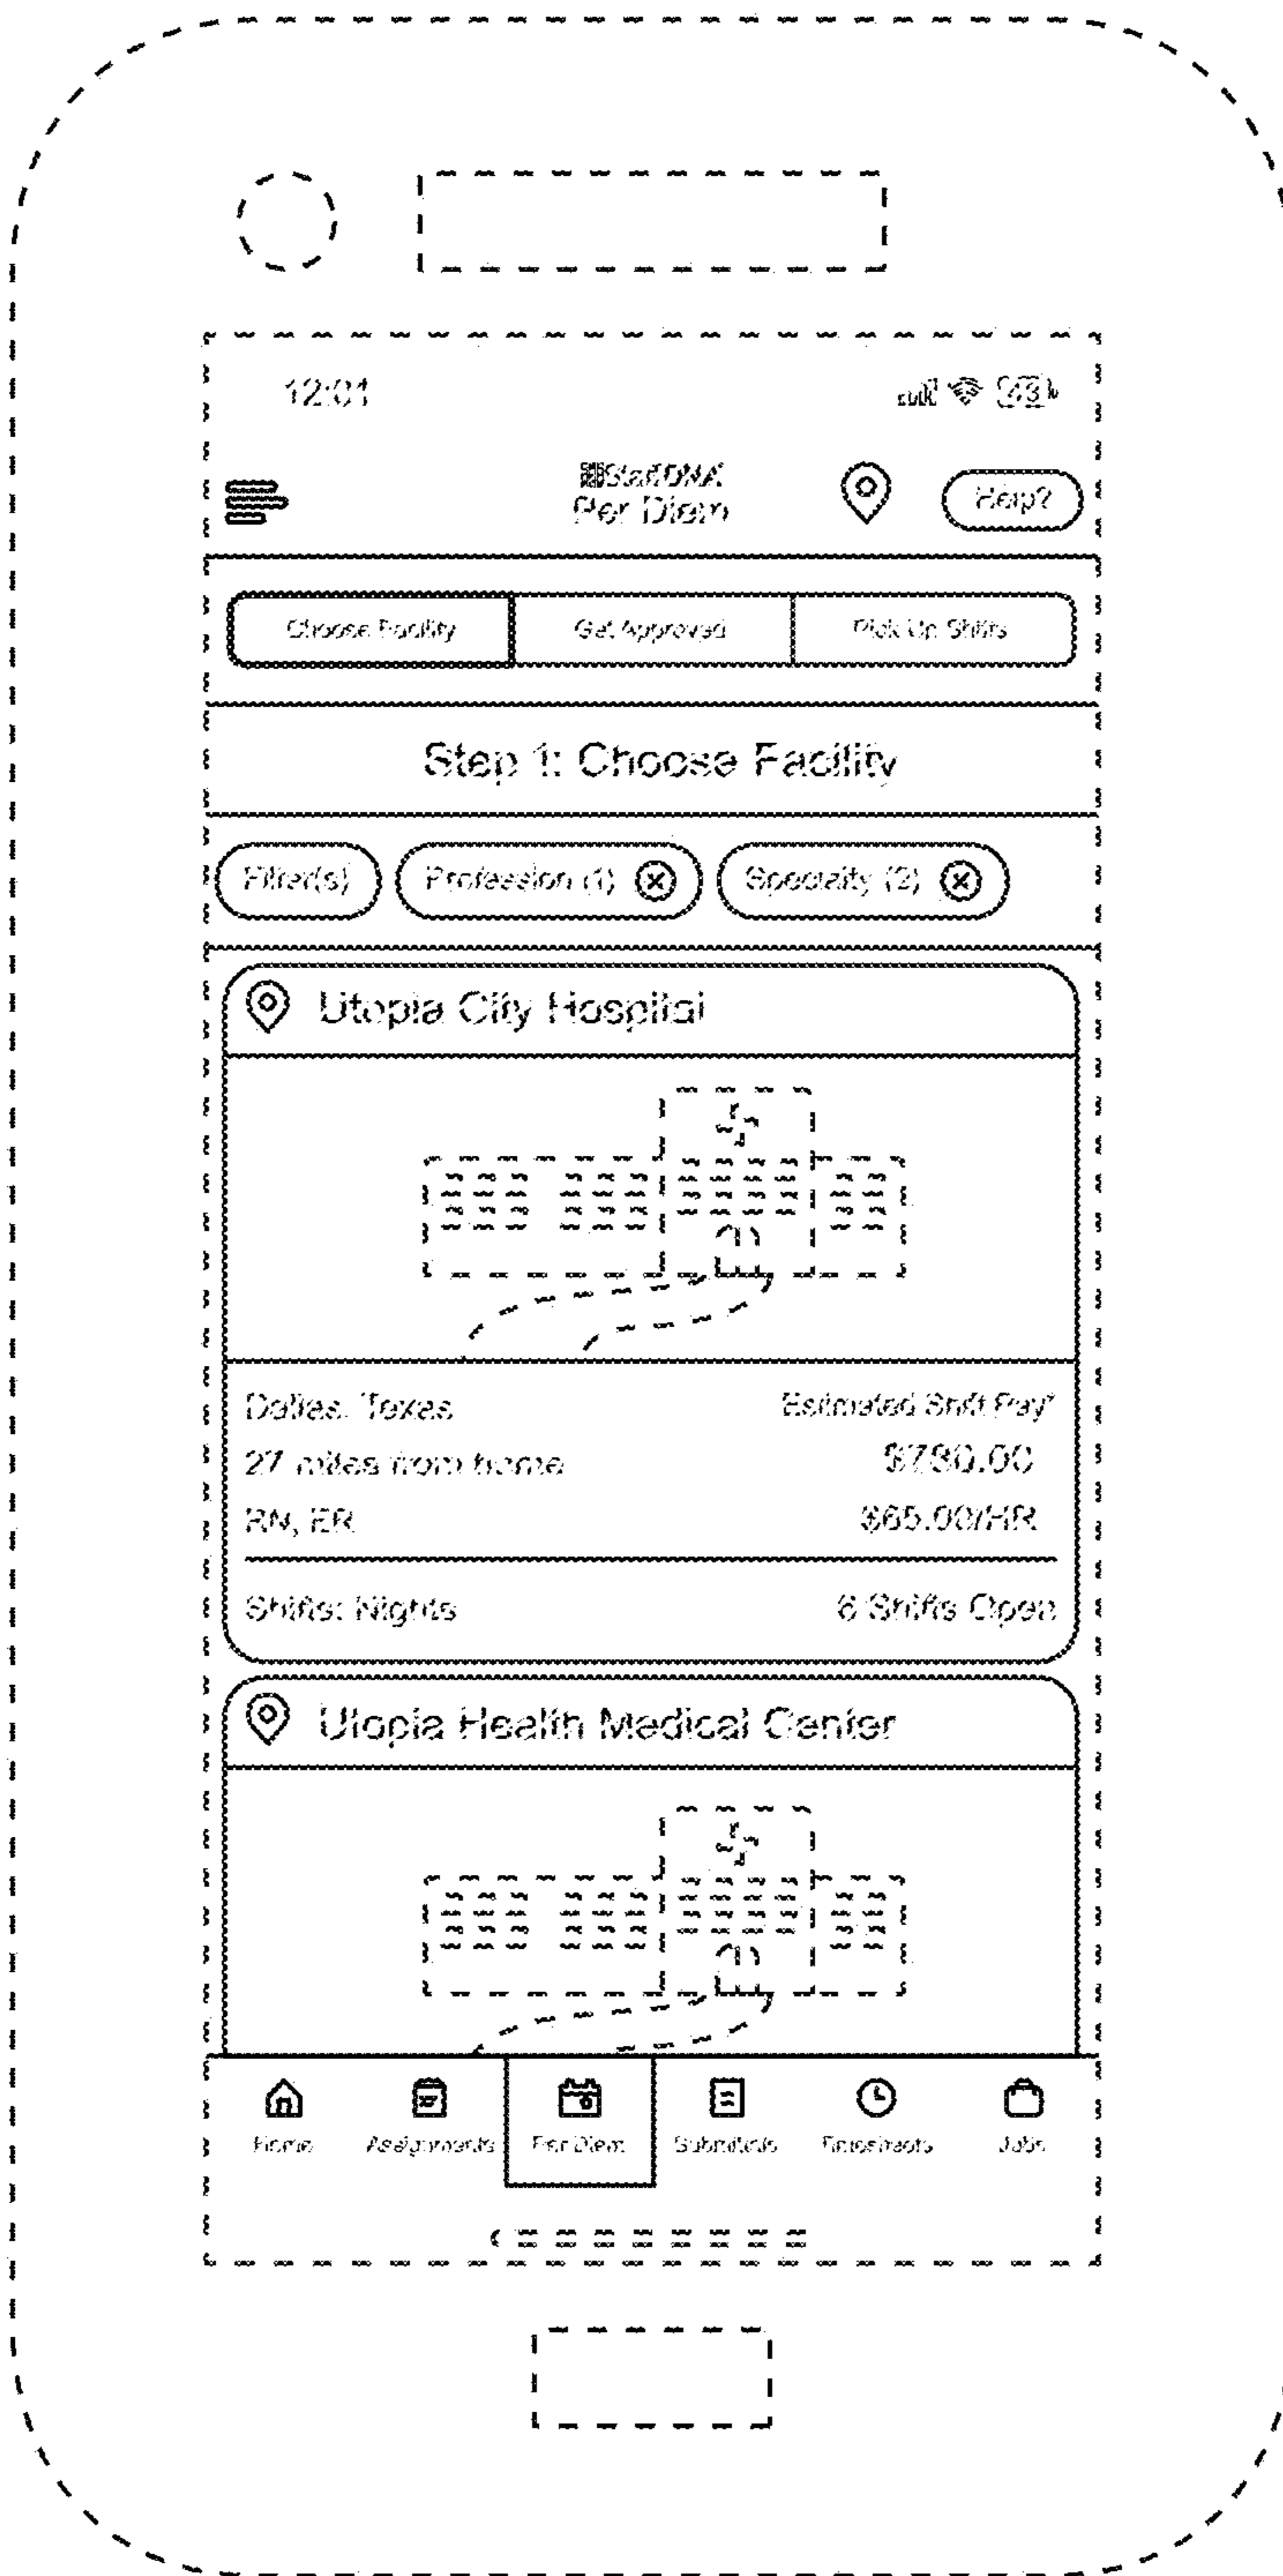 12:01
StaffDNA
Per Diem
Help?
Choose Facility Get Approved Pick Up Shifts
Step 1: Choose Facility
Filter(s) Profession (1) Specialty (2)
Utopia City Hospital
Dallas, Texas Estimated Shift Pay*
27 miles from home $780.00
RN, ER $65.00/HR
Shifts: Nights 6 Shifts Open
Utopia Health Medical Center
Home Assignments Per Diem Submittals Timesheets Jobs